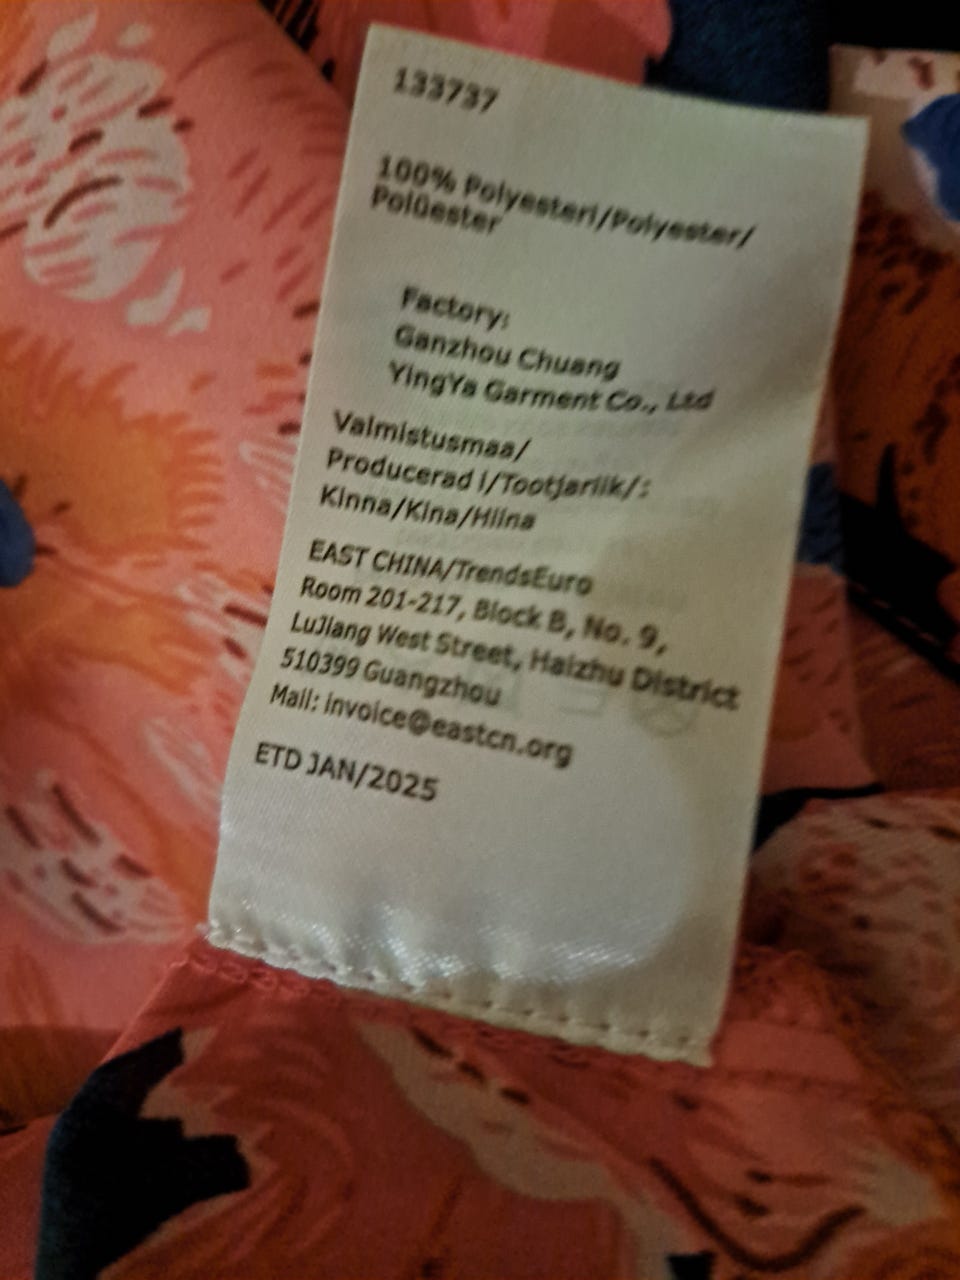 133737
100% Polyesteri/Polyester/
Polüester
Factory:
Ganzhou Chuang
YingYa Garment Co., Ltd
Valmistusmaa/
Producerad i/Tootjariik/:
Kiina/Kina/Hiina
EAST CHINA/TrendsEuro
Room 201-217, Block B, No. 9,
LuJiang West Street, Haizhu District
510399 Guangzhou
Mail: invoice@eastcn.org
ETD JAN/2025